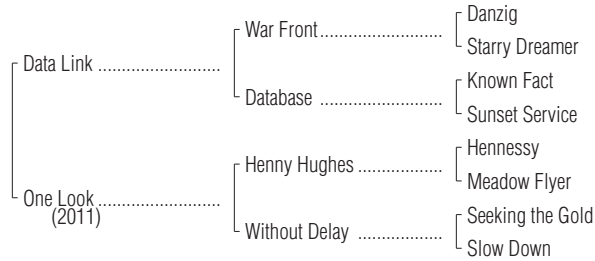 Danzig
War Front......................
Starry Dreamer
Data Link ......................
Known Fact
Database ......................
Sunset Service
Hennessy
Henny Hughes ..................
Meadow Flyer
One Look......................
(2011)
Seeking the Gold
Without Delay ..................
Slow Down